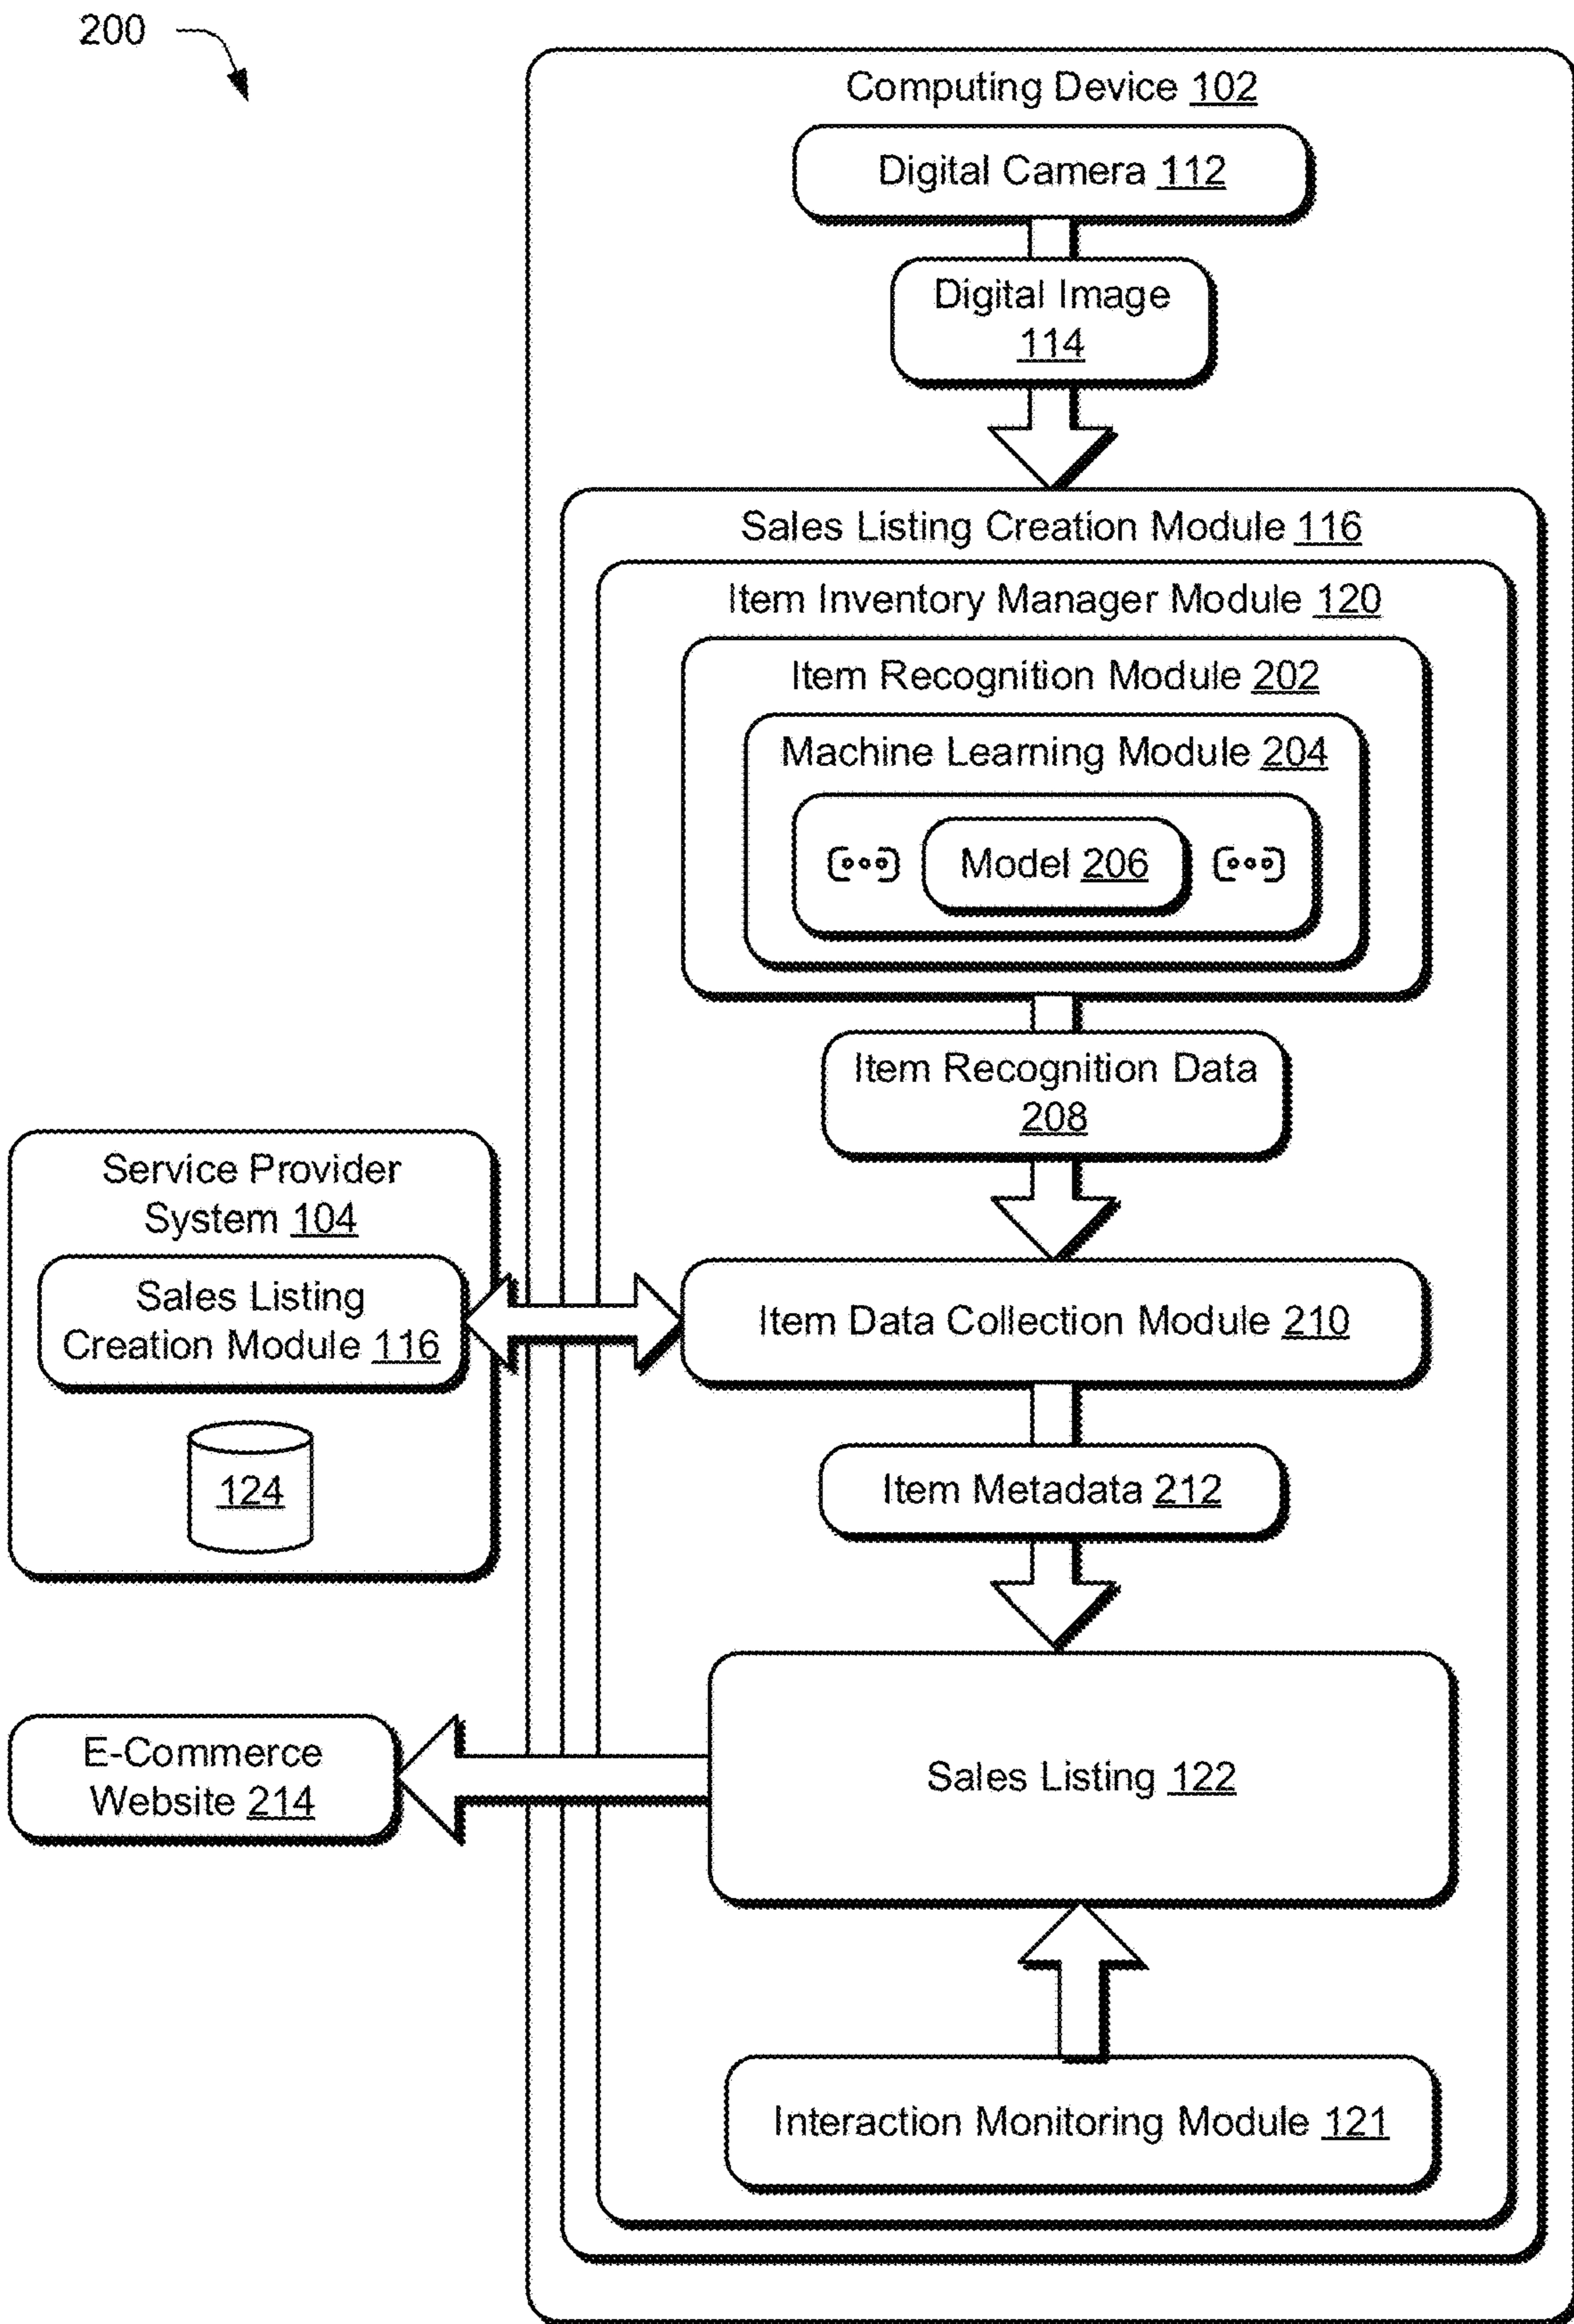 200
Computing Device 102
Digital Camera 112
Digital Image
114
Sales Listing Creation Module 116
Item Inventory Manager Module 120
Item Recognition Module 202
Machine Learning Module 204
Model 206
Item Recognition Data
208
Service Provider
System 104
Sales Listing
Creation Module 116
124
Item Data Collection Module 210
Item Metadata 212
E-Commerce
Website 214
Sales Listing 122
Interaction Monitoring Module 121